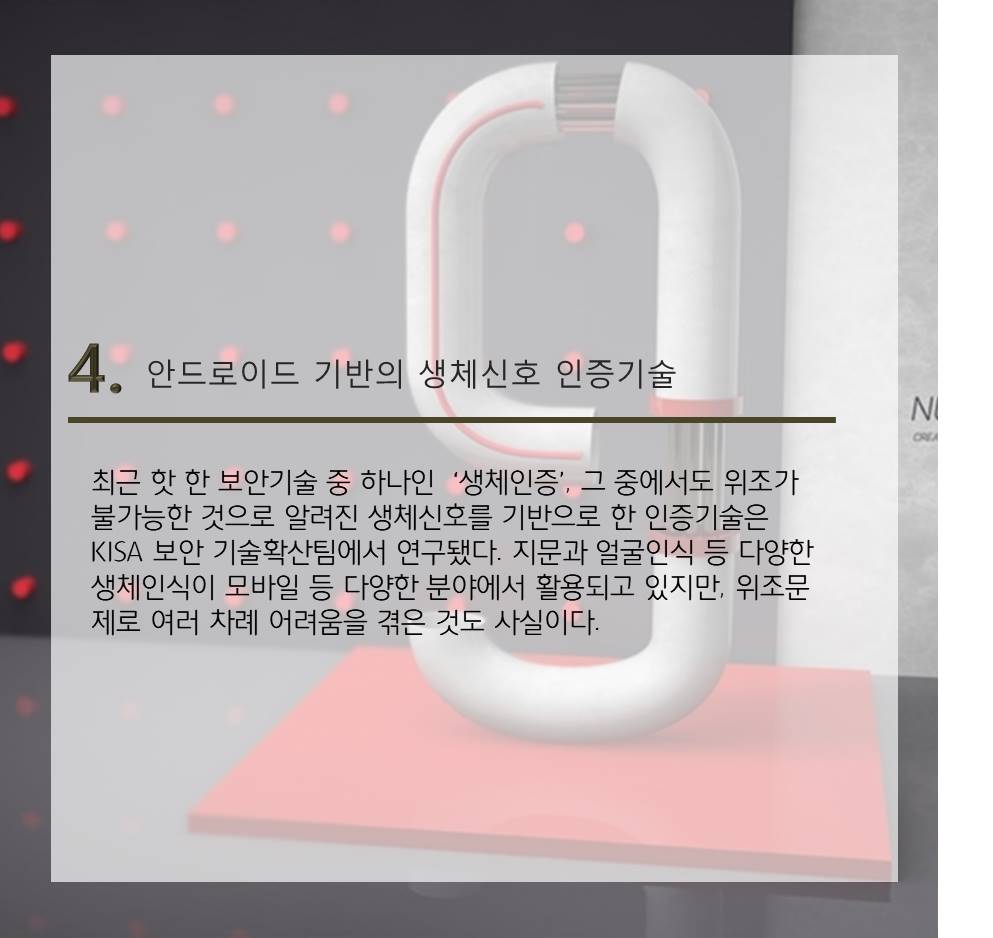 4. 안드로이드 기반의 생체신호 인증기술
최근 핫 한 보안기술 중 하나인 ‘생체인증’, 그 중에서도 위조가
불가능한 것으로 알려진 생체신호를 기반으로 한 인증기술은
KISA 보안 기술확산팀에서 연구됐다. 지문과 얼굴인식 등 다양한
생체인식이 모바일 등 다양한 분야에서 활용되고 있지만, 위조문
제로 여러 차례 어려움을 겪은 것도 사실이다.